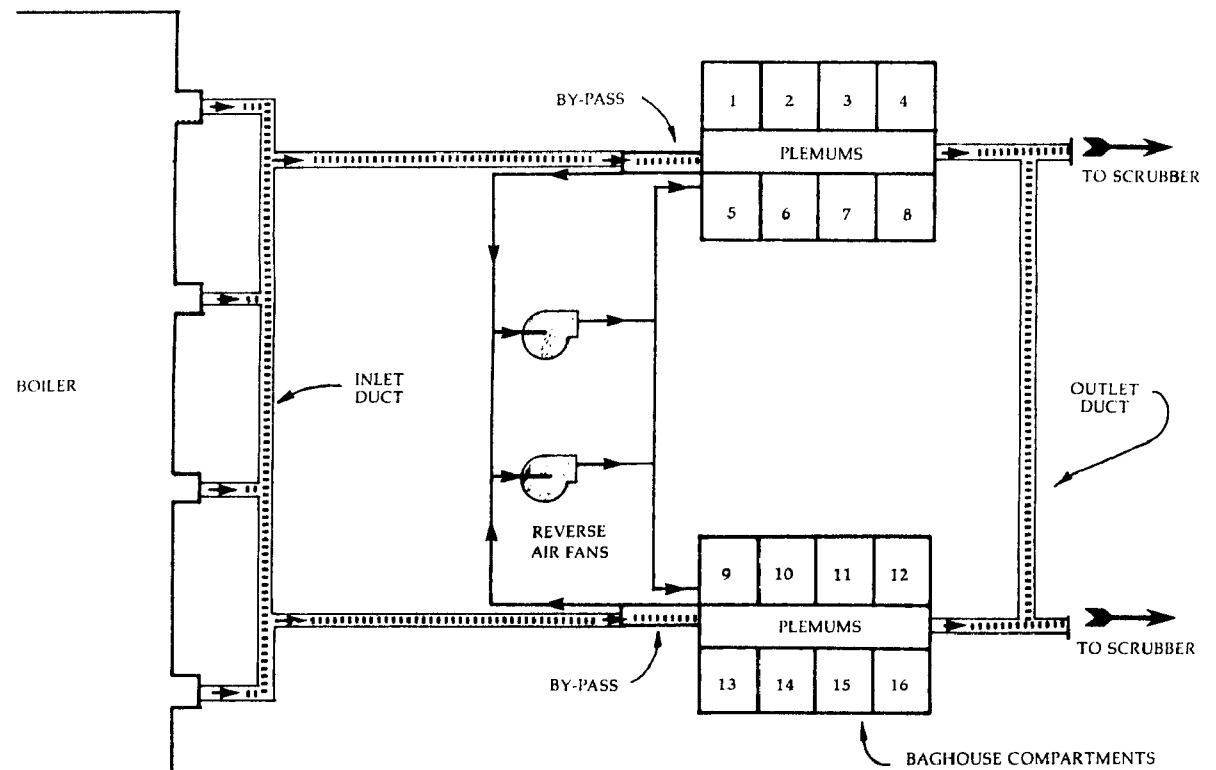 BY-PASS
1 2 3 4
PLEMUMS
TO SCRUBBER
5 6 7 8
BOILER
INLET
DUCT
OUTLET
DUCT
REVERSE
AIR FANS
9 10 11 12
PLEMUMS
TO SCRUBBER
BY-PASS
13 14 15 16
BAGHOUSE COMPARTMENTS